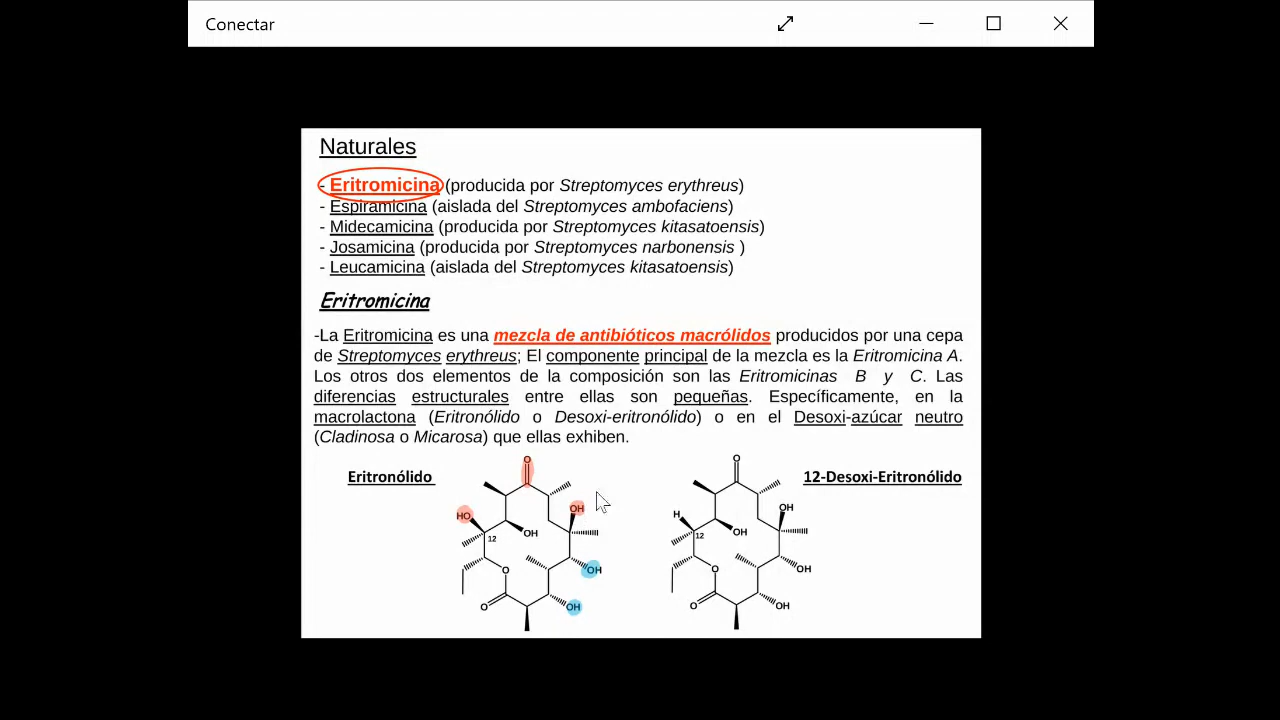 Conectar
Naturales
- Eritromicina (producida por Streptomyces erythreus)
- Espiramicina (aislada del Streptomyces ambofaciens)
- Midecamicina (producida por Streptomyces kitasatoensis)
- Josamicina (producida por Streptomyces narbonensis )
- Leucamicina (aislada del Streptomyces kitasatoensis)
Eritromicina
-La Eritromicina es una mezcla de antibióticos macrólidos producidos por una cepa
de Streptomyces erythreus; El componente principal de la mezcla es la Eritromicina A.
Los otros dos elementos de la composición son las Eritromicinas B y C. Las
diferencias estructurales entre ellas son pequeñas. Específicamente, en la
macrolactona (Eritronólido o Desoxi-eritronólido) o en el Desoxi-azúcar neutro
(Cladinosa o Micarosa) que ellas exhiben.
Eritronólido
O
HO
OH
12
OH
O
OH
O
OH
O
H
OH
12
OH
O
OH
O
OH
12-Desoxi-Eritronólido